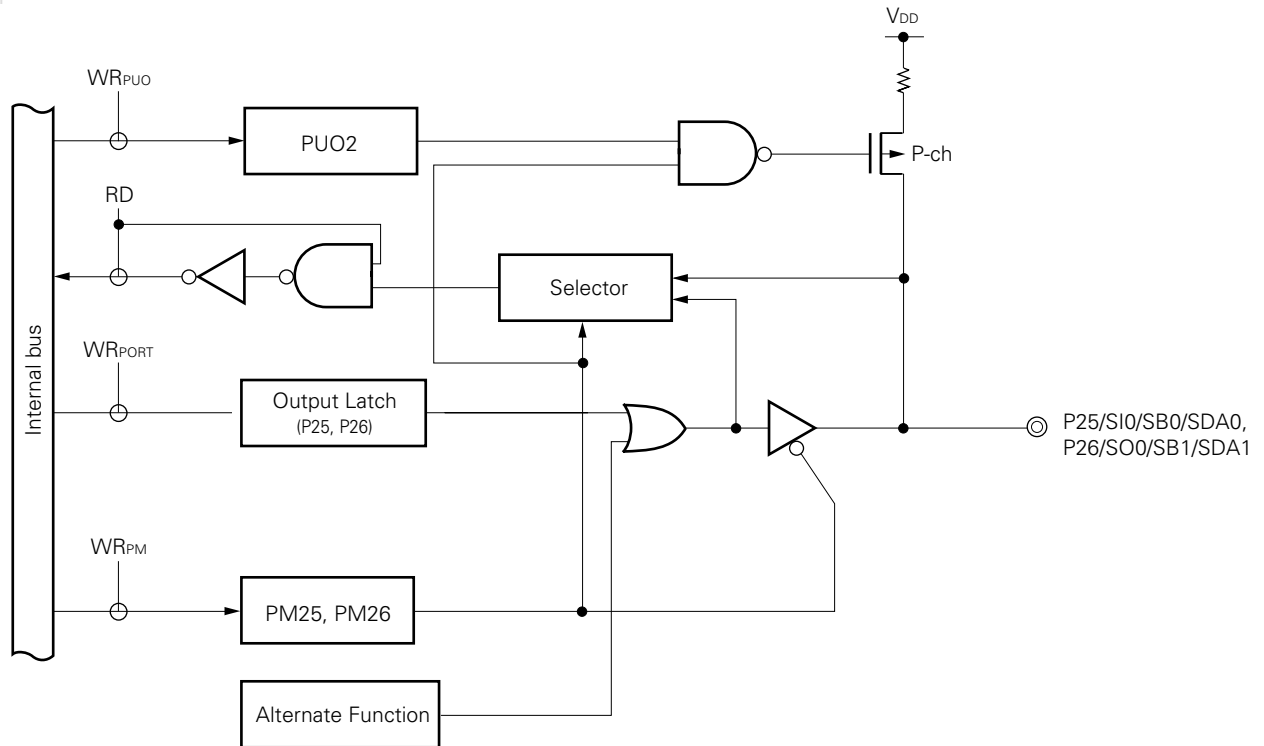 VDD
WRPUO
PUO2
P-ch
RD
Selector
WRPORT
Internal bus
Output Latch
(P25, P26)
P25/SI0/SB0/SDA0,
P26/SO0/SB1/SDA1
WRPM
PM25, PM26
Alternate Function